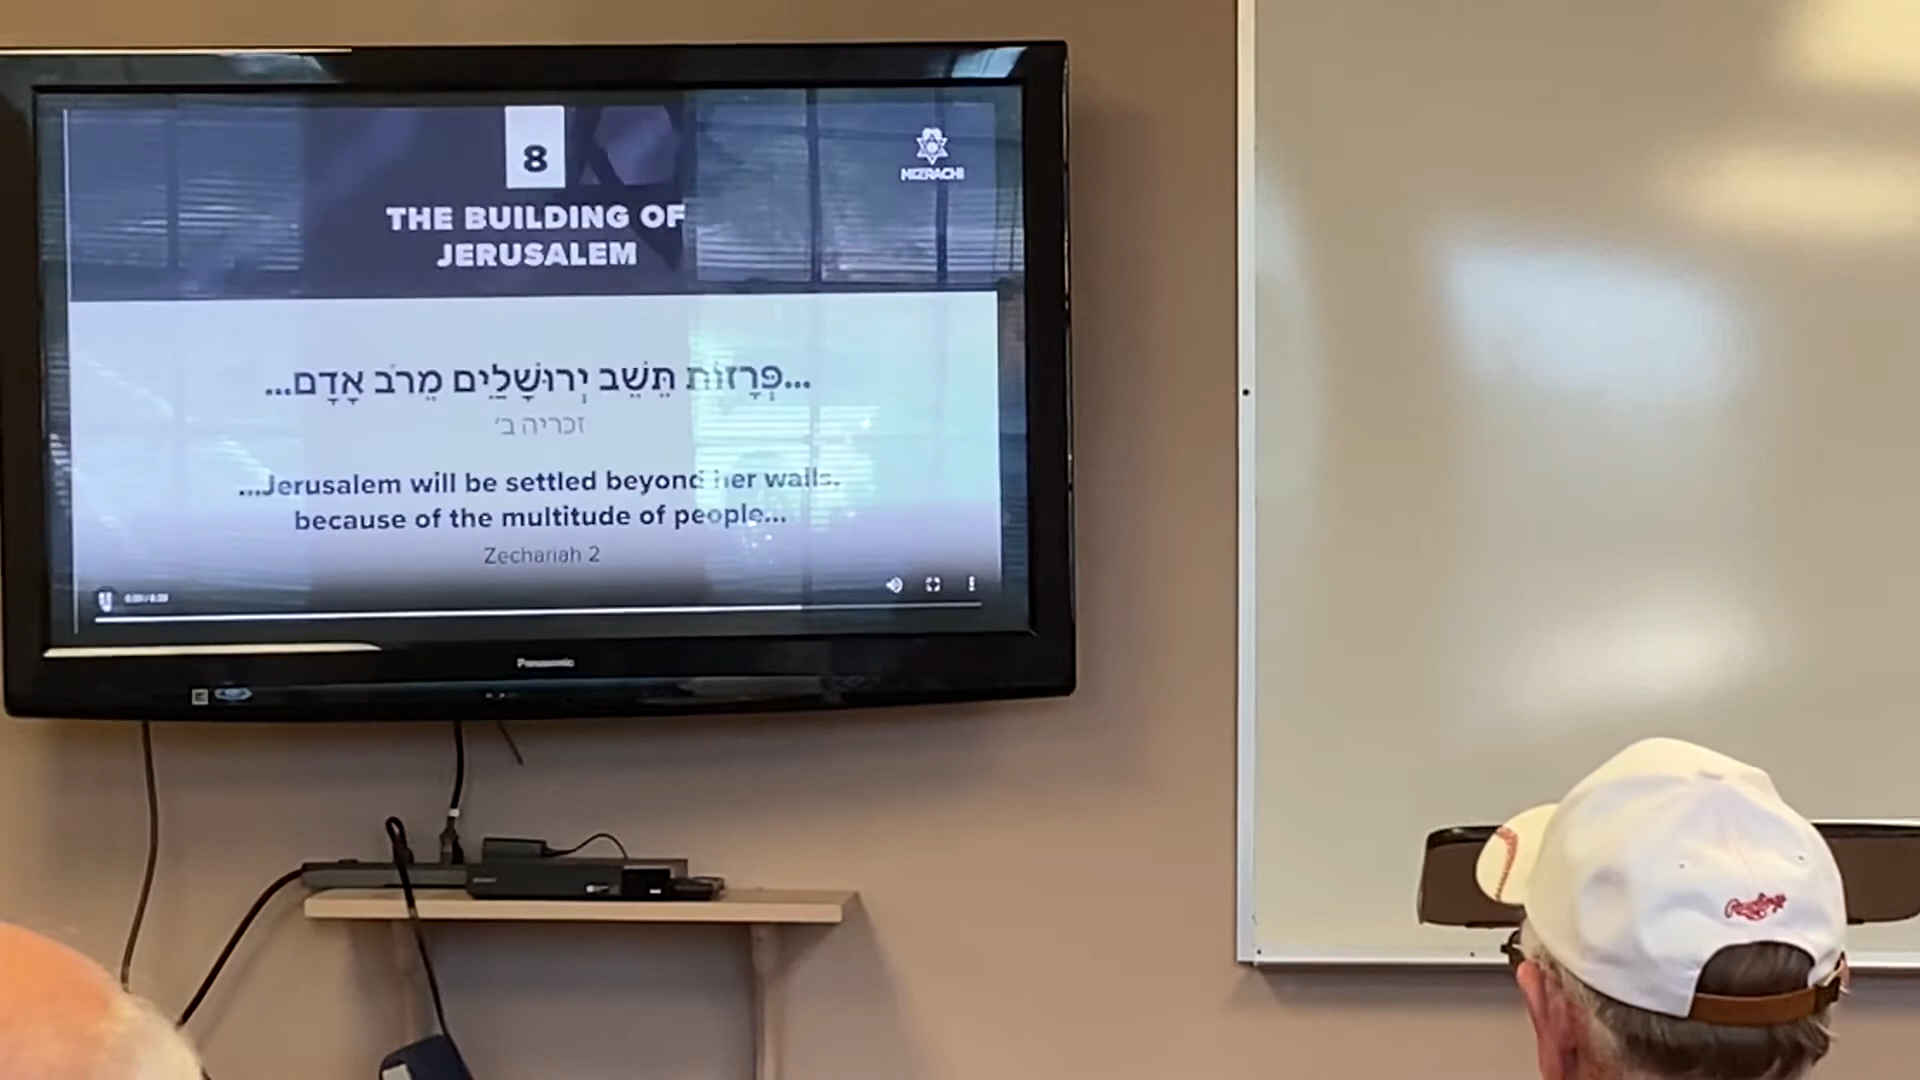 8
MIZRACHI
THE BUILDING OF
JERUSALEM
...פְּרָזוֹת תֵּשֵׁב יְרוּשָׁלִַים מֵרֹב אָדָם...
זכריה ב׳
...Jerusalem will be settled beyond her walls,
because of the multitude of people...
Zechariah 2
Panasonic
Rawlings